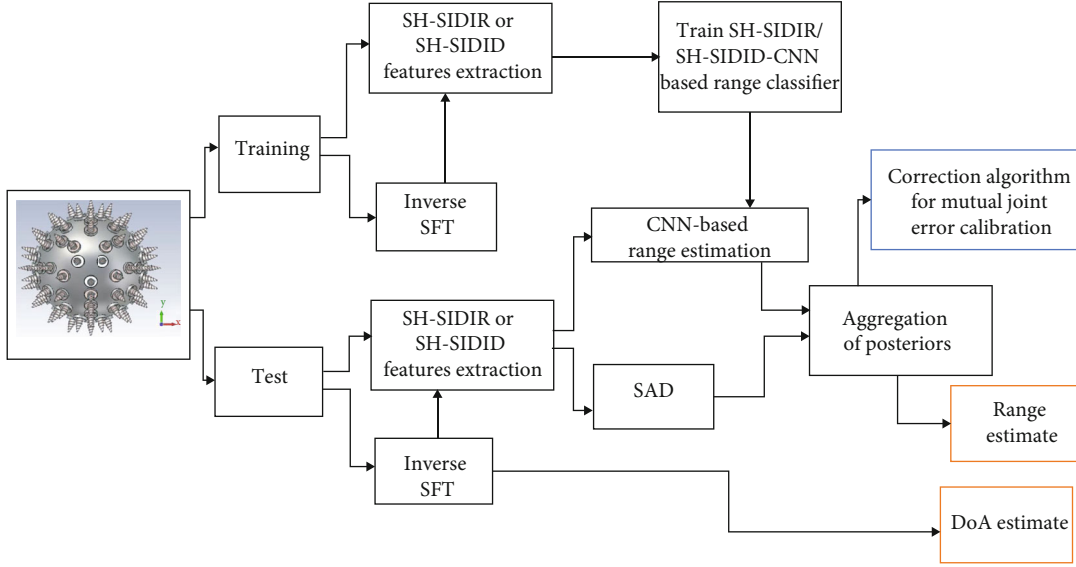 SH-SIDIR or
SH-SIDID
features extraction
Train SH-SIDIR/
SH-SIDID-CNN
based range classifier
Training
Inverse
SFT
Correction algorithm
for mutual joint
error calibration
CNN-based
range estimation
y
x
SH-SIDIR or
SH-SIDID
features extraction
Aggregation
of posteriors
Test
SAD
Range
estimate
Inverse
SFT
DoA estimate